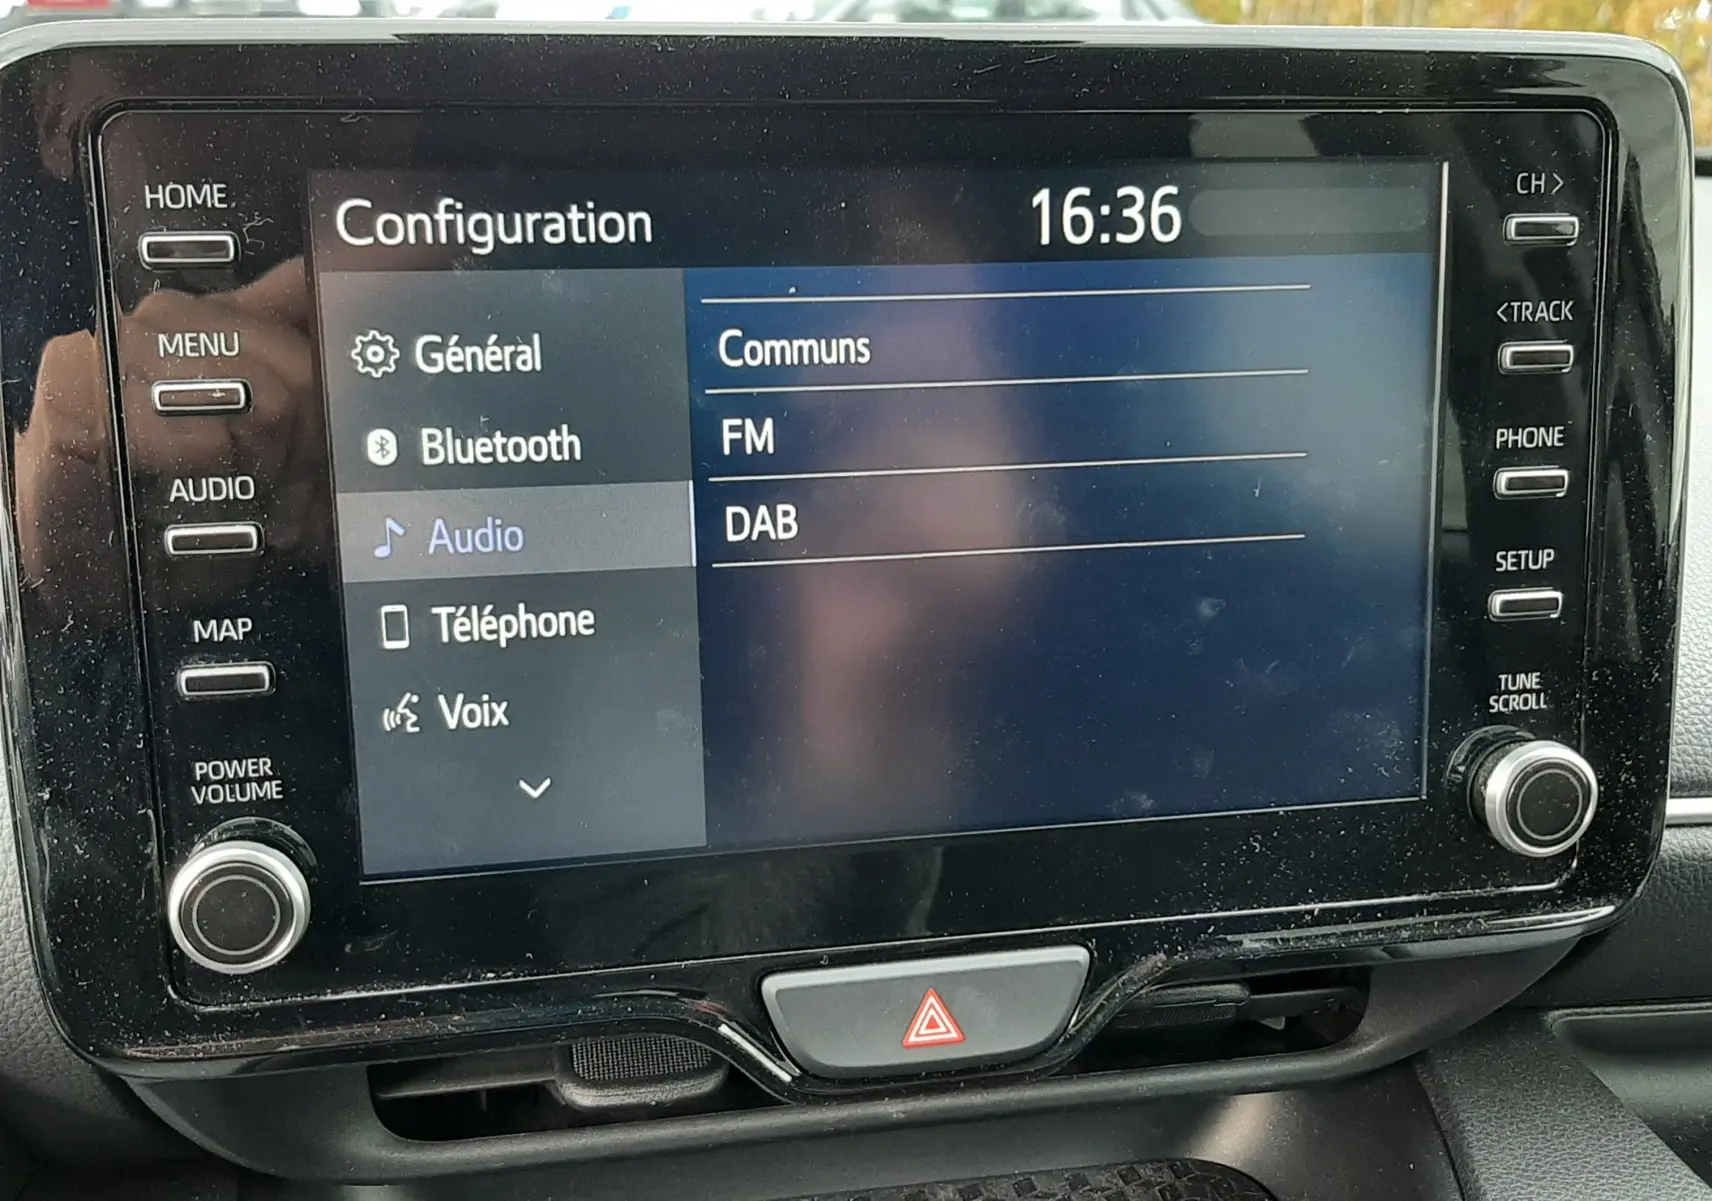 HOME
MENU
AUDIO
MAP
POWER
VOLUME
Configuration
16:36
Général
Bluetooth
Audio
Téléphone
Voix
Communs
FM
DAB
CH>
<TRACK
PHONE
SETUP
TUNE
SCROLL